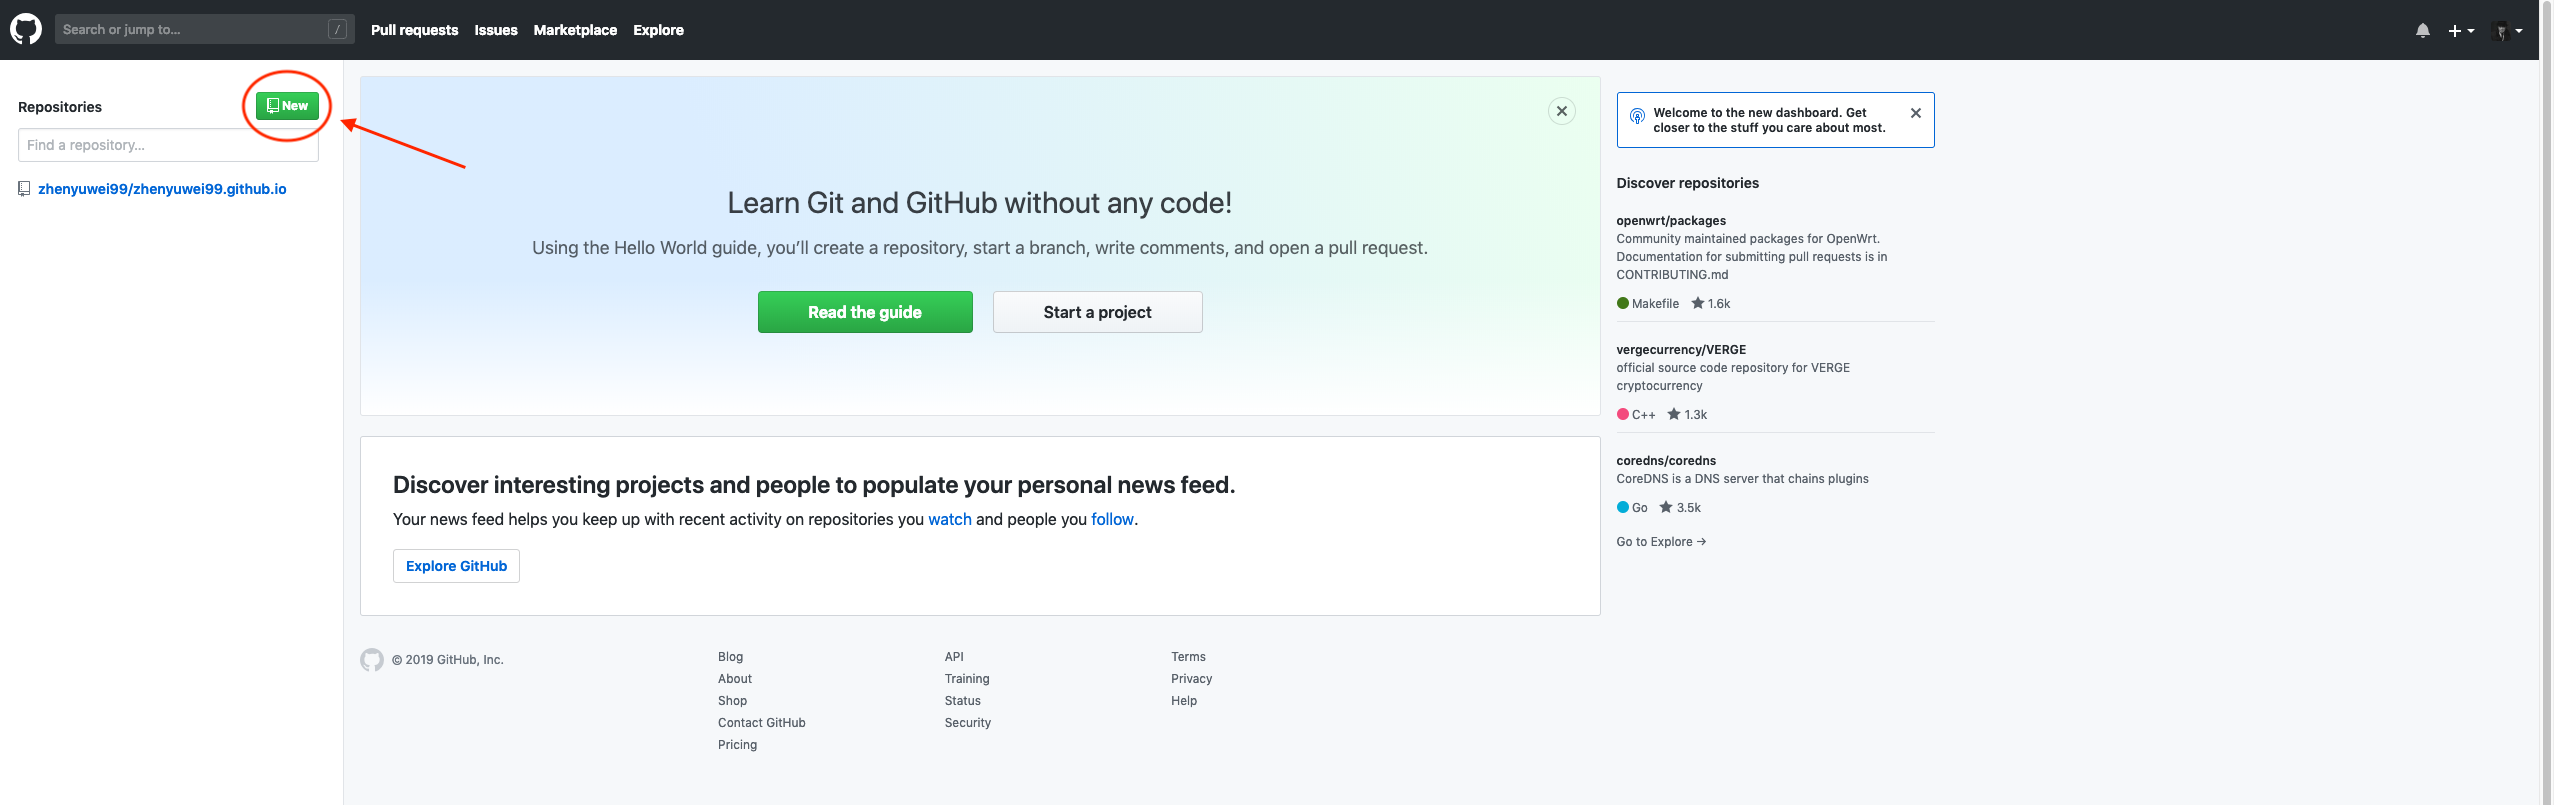 Search or jump to... /
Pull requests Issues Marketplace Explore
Repositories
New
Find a repository...
zhenyuwei99/zhenyuwei99.github.io
Learn Git and GitHub without any code!
Using the Hello World guide, you’ll create a repository, start a branch, write comments, and open a pull request.
Read the guide
Start a project
Discover interesting projects and people to populate your personal news feed.
Your news feed helps you keep up with recent activity on repositories you watch and people you follow.
Explore GitHub
Welcome to the new dashboard. Get
closer to the stuff you care about most.
Discover repositories
openwrt/packages
Community maintained packages for OpenWrt.
Documentation for submitting pull requests is in
CONTRIBUTING.md
Makefile 1.6k
vergecurrency/VERGE
official source code repository for VERGE
cryptocurrency
C++ 1.3k
coredns/coredns
CoreDNS is a DNS server that chains plugins
Go 3.5k
Go to Explore →
© 2019 GitHub, Inc.
Blog
About
Shop
Contact GitHub
Pricing
API
Training
Status
Security
Terms
Privacy
Help